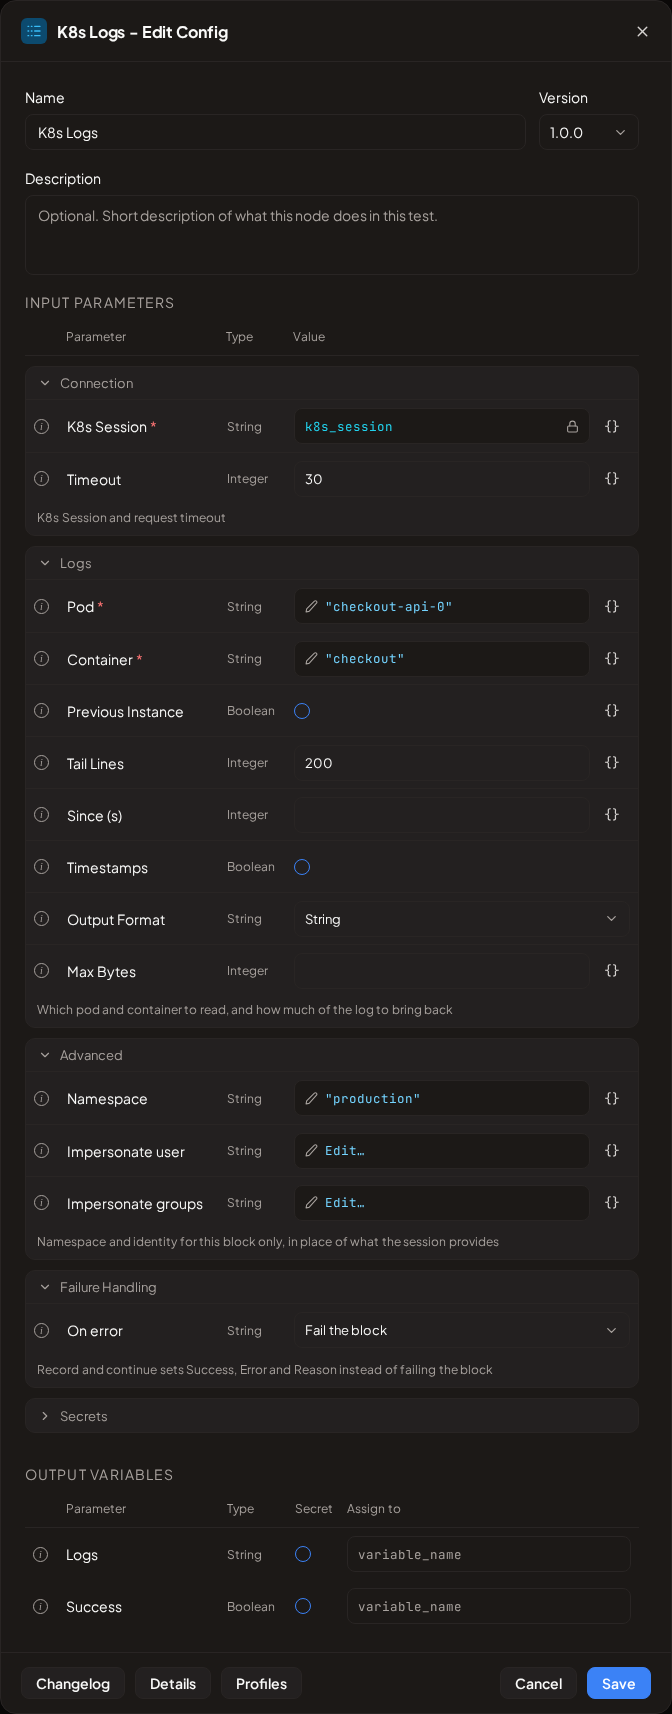 K8s Logs - Edit Config
Name
Version
K8s Logs
1.0.0
Description
Optional. Short description of what this node does in this test.
INPUT PARAMETERS
Parameter Type Value
Connection
K8s Session * String k8s_session {}
Timeout Integer 30 {}
K8s Session and request timeout
Logs
Pod * String "checkout-api-0" {}
Container * String "checkout" {}
Previous Instance Boolean {}
Tail Lines Integer 200 {}
Since (s) Integer {}
Timestamps Boolean
Output Format String String
Max Bytes Integer {}
Which pod and container to read, and how much of the log to bring back
Advanced
Namespace String "production" {}
Impersonate user String Edit… {}
Impersonate groups String Edit… {}
Namespace and identity for this block only, in place of what the session provides
Failure Handling
On error String Fail the block
Record and continue sets Success, Error and Reason instead of failing the block
Secrets
OUTPUT VARIABLES
Parameter Type Secret Assign to
Logs String variable_name
Success Boolean variable_name
Changelog Details Profiles Cancel Save